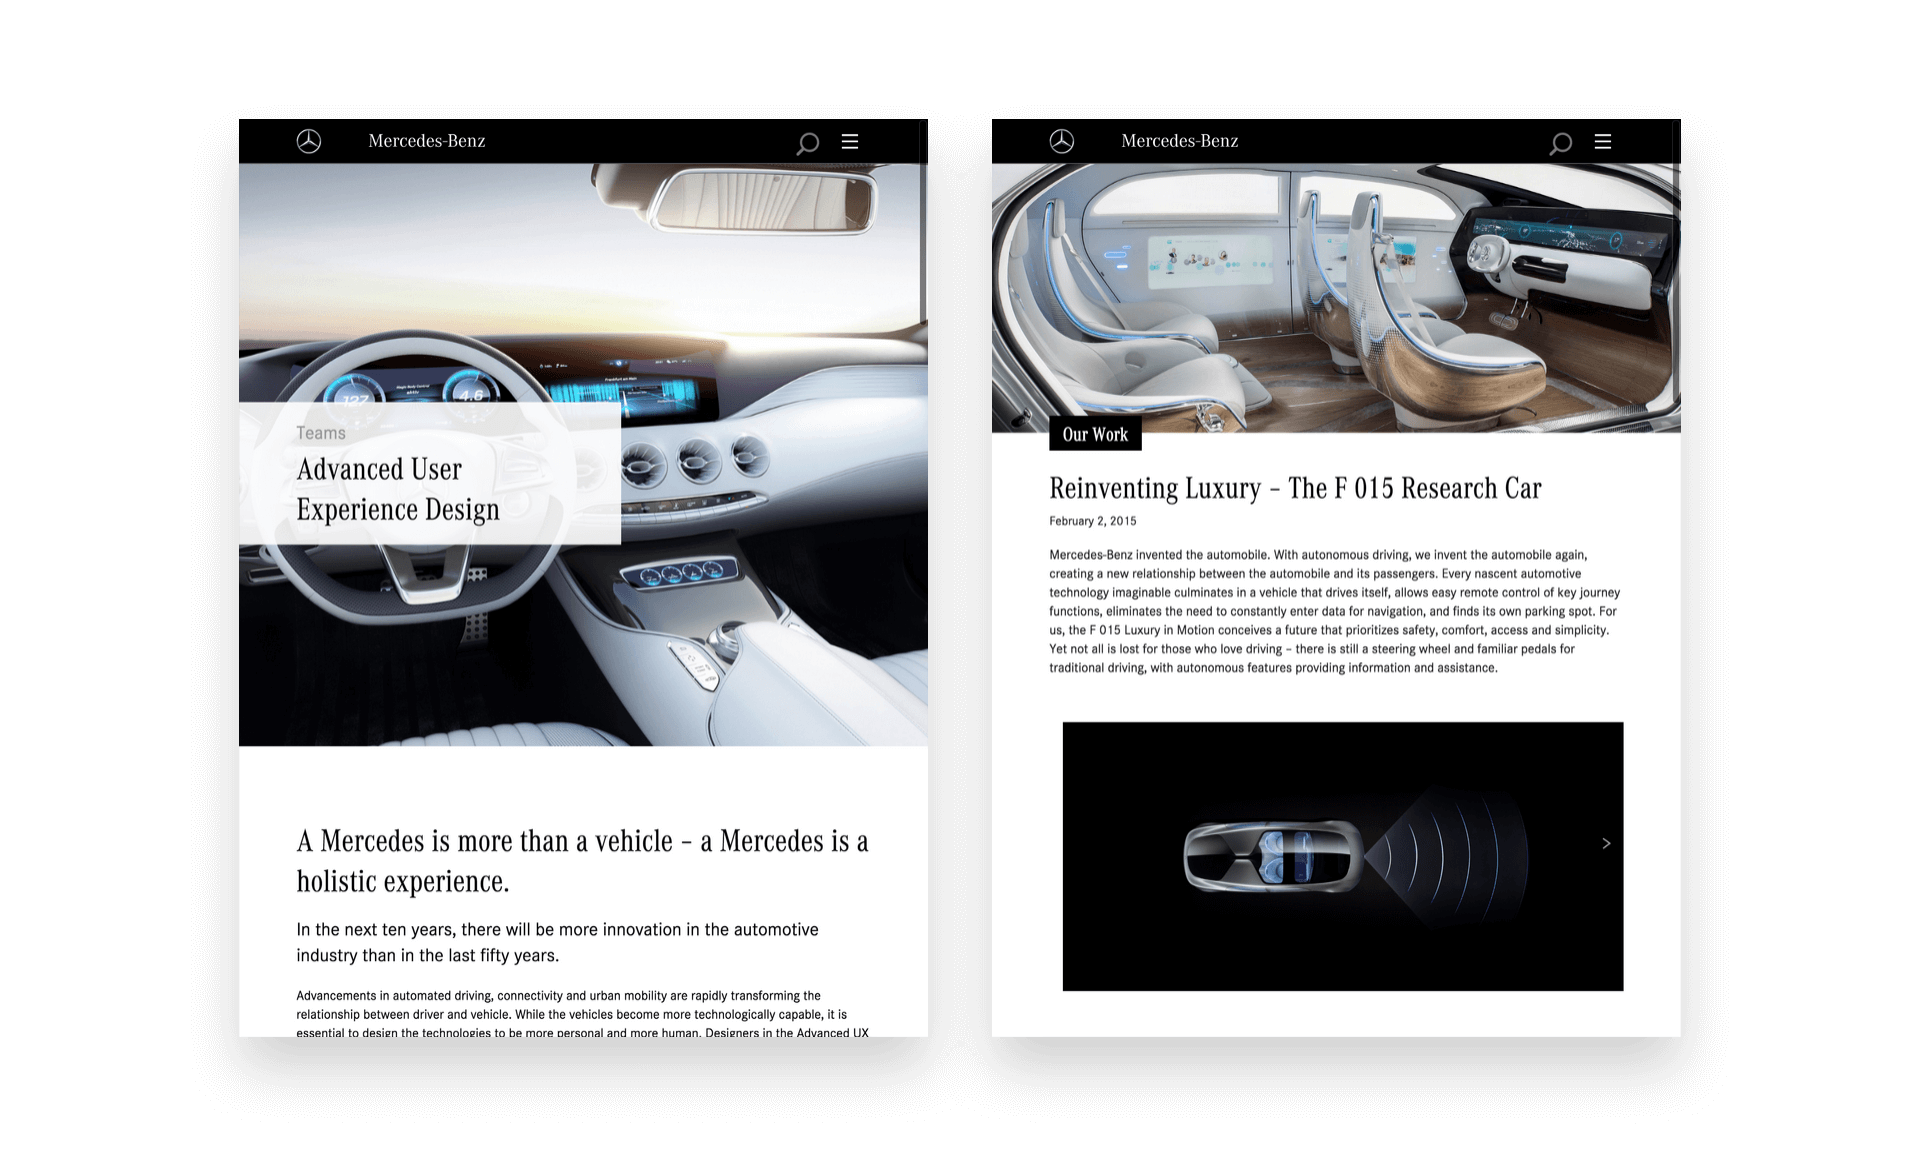 Mercedes-Benz
127
4.6
Teams
Advanced User
Experience Design
A Mercedes is more than a vehicle – a Mercedes is a
holistic experience.
In the next ten years, there will be more innovation in the automotive
industry than in the last fifty years.
Advancements in automated driving, connectivity and urban mobility are rapidly transforming the
relationship between driver and vehicle. While the vehicles become more technologically capable, it is
essential to design the technologies to be more personal and more human. Designers in the Advanced UX
Mercedes-Benz
Our Work
Reinventing Luxury – The F 015 Research Car
February 2, 2015
Mercedes-Benz invented the automobile. With autonomous driving, we invent the automobile again,
creating a new relationship between the automobile and its passengers. Every nascent automotive
technology imaginable culminates in a vehicle that drives itself, allows easy remote control of key journey
functions, eliminates the need to constantly enter data for navigation, and finds its own parking spot. For
us, the F 015 Luxury in Motion conceives a future that prioritizes safety, comfort, access and simplicity.
Yet not all is lost for those who love driving – there is still a steering wheel and familiar pedals for
traditional driving, with autonomous features providing information and assistance.